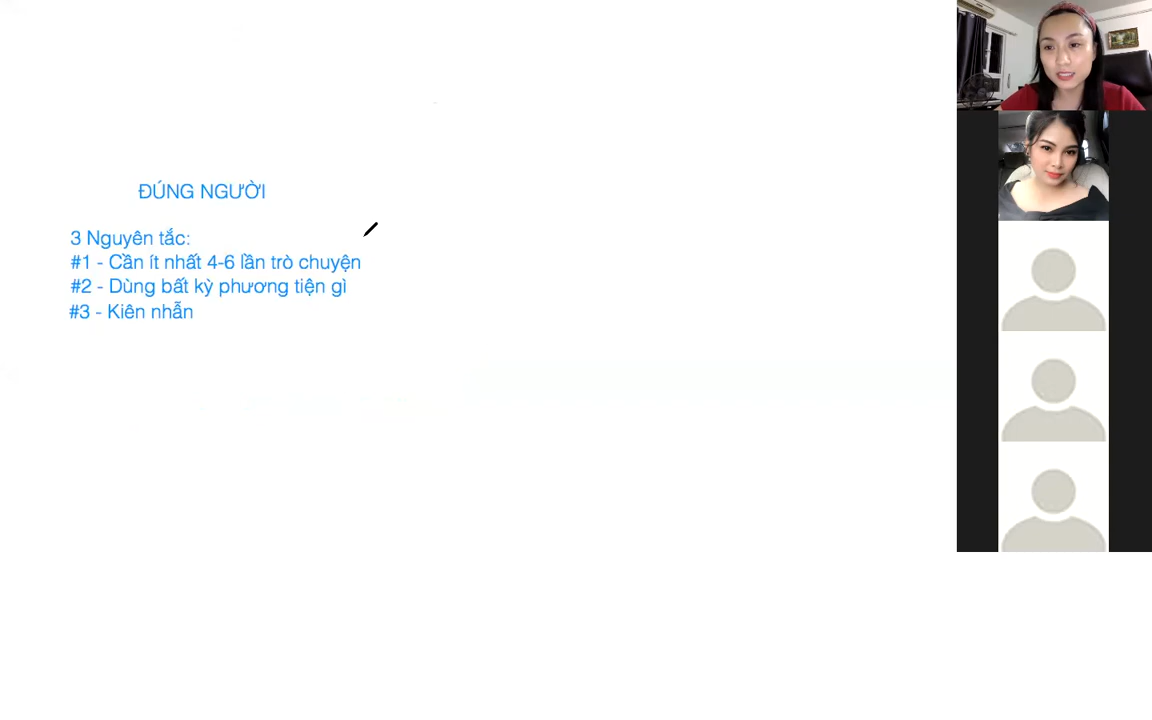 ĐÚNG NGƯỜI
3 Nguyên tắc:
#1 - Cần ít nhất 4-6 lần trò chuyện
#2 - Dùng bất kỳ phương tiện gì
#3 - Kiên nhẫn